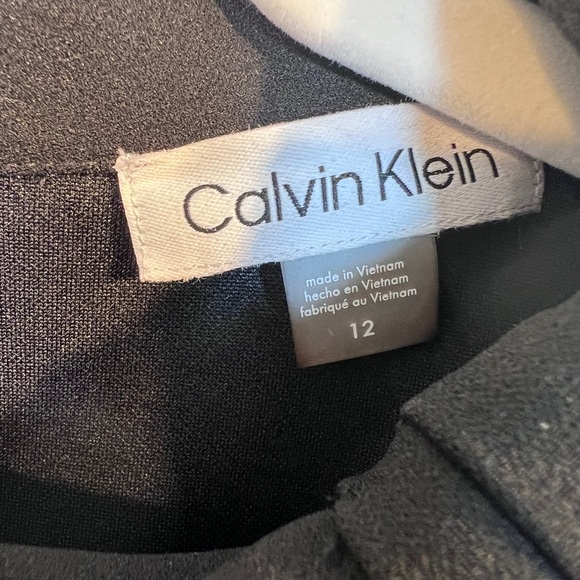 Calvin Klein
made in Vietnam
hecho en Vietnam
fabriqué au Vietnam
12